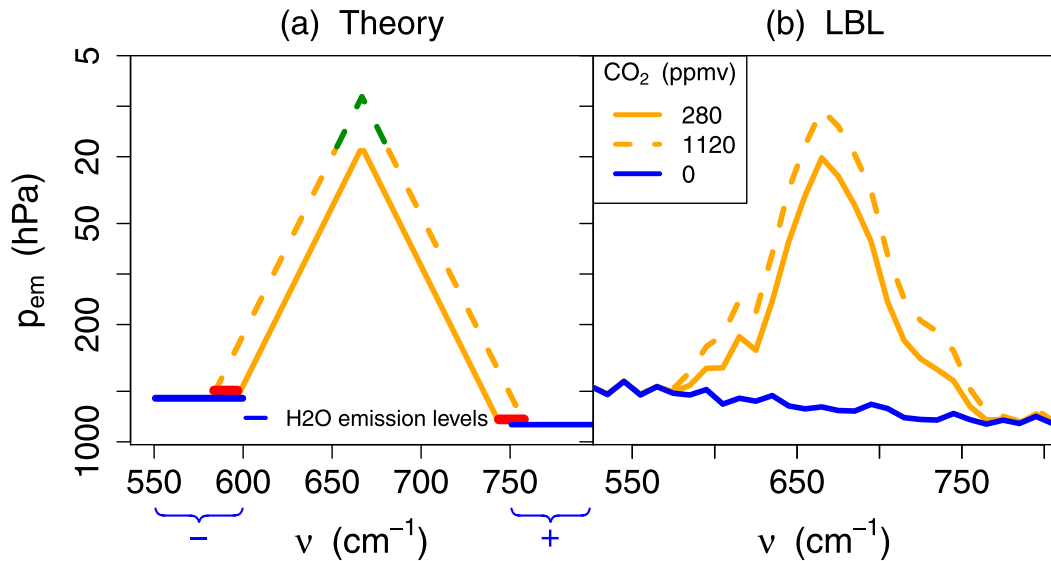 (a) Theory
(b) LBL
p_em (hPa)
5
20
50
200
1000
CO₂ (ppmv)
280
1120
0
H2O emission levels
550 600 650 700 750
550 650 750
−
+
ν (cm⁻¹)
ν (cm⁻¹)